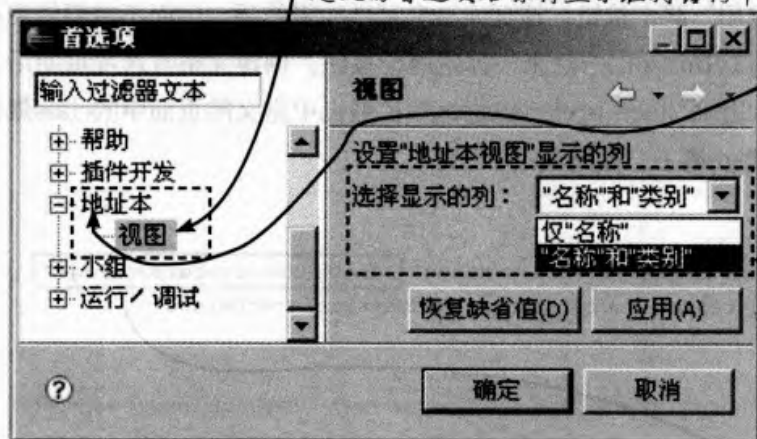 首选项
输入过滤器文本
帮助
插件开发
地址本
视图
小组
运行/调试
视图
设置"地址本视图"显示的列
选择显示的列：
"名称"和"类别"
仅"名称"
"名称"和"类别"
恢复缺省值(D)
应用(A)
确定
取消